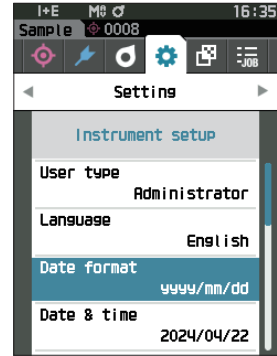 I+E M0 16:35
Sample 0008
JOB
Setting
Instrument setup
User type
Administrator
Language
English
Date format
yyyy/mm/dd
Date & time
2024/04/22